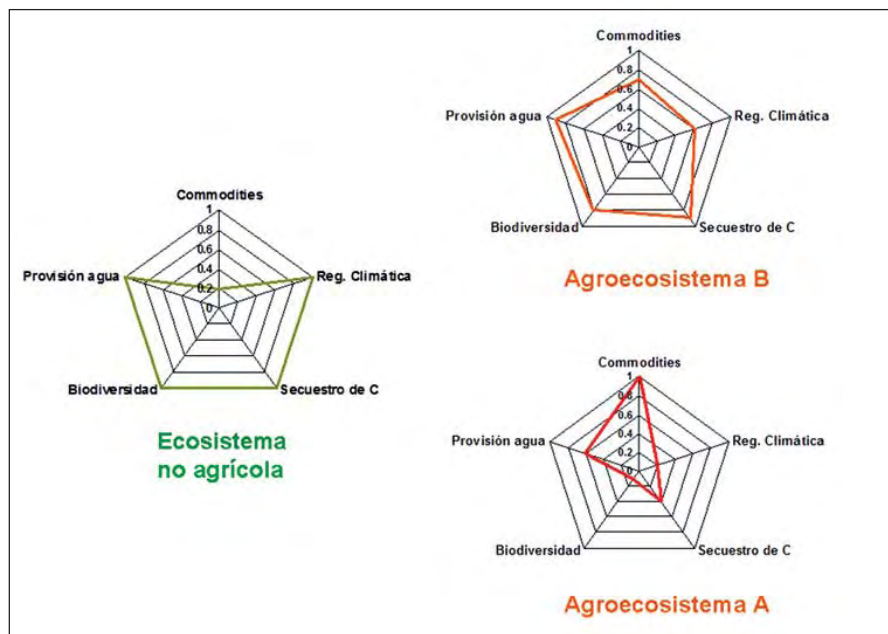 Commodities
1
0.8
0.6
0.4
0.2
0
Provisión agua
Reg. Climática
Biodiversidad
Secuestro de C
Ecosistema
no agrícola
Commodities
1
0.8
0.6
0.4
0.2
0
Provisión agua
Reg. Climática
Biodiversidad
Secuestro de C
Agroecosistema B
Commodities
1
0.8
0.6
0.4
0.2
0
Provisión agua
Reg. Climática
Biodiversidad
Secuestro de C
Agroecosistema A